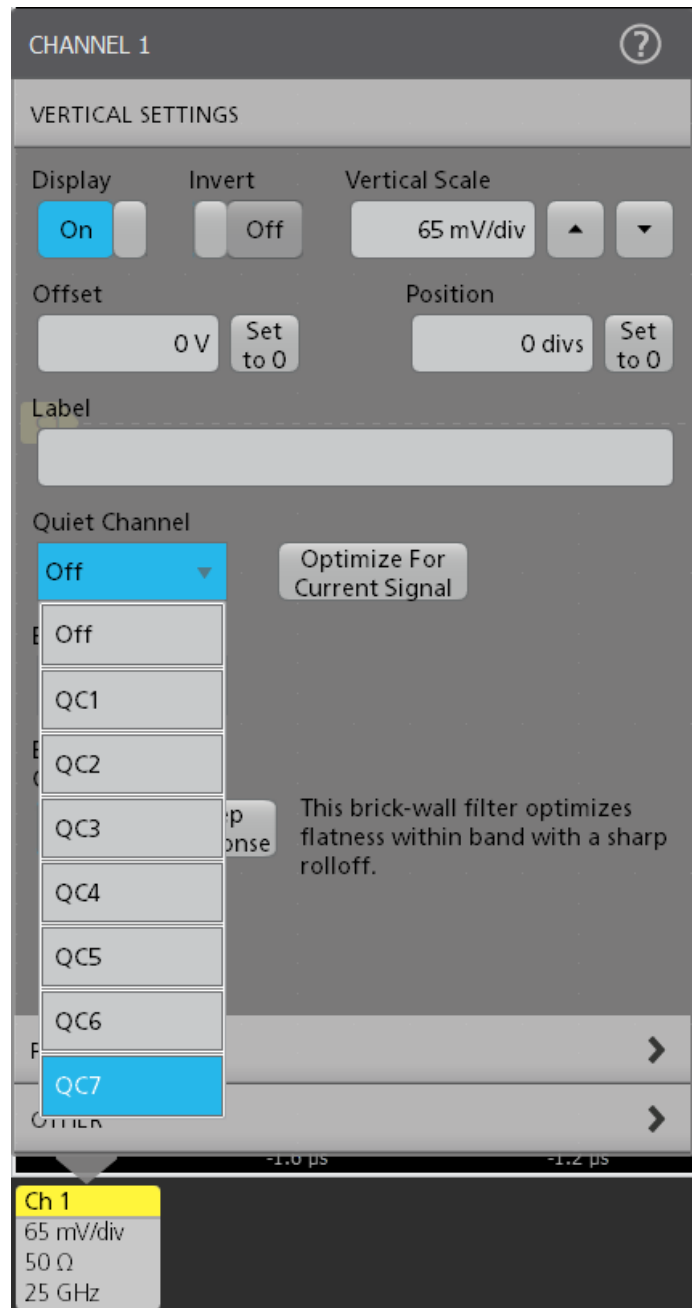 CHANNEL 1
?
VERTICAL SETTINGS
Display Invert Vertical Scale
On Off 65 mV/div
Offset Position
0 V Set to 0 0 divs Set to 0
Label
Quiet Channel
Off Optimize For
Current Signal
Off
QC1
QC2
QC3
QC4
QC5
QC6
QC7
This brick-wall filter optimizes
flatness within band with a sharp
rolloff.
-1.6 µs -1.2 µs
Ch 1
65 mV/div
50 Ω
25 GHz